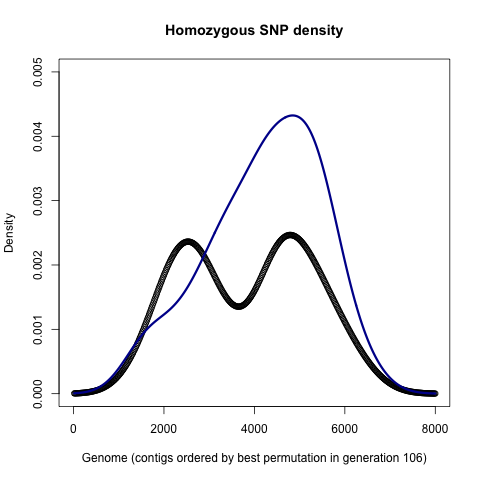 Homozygous SNP density
Density
0.005
0.004
0.003
0.002
0.001
0.000
0 2000 4000 6000 8000
Genome (contigs ordered by best permutation in generation 106)